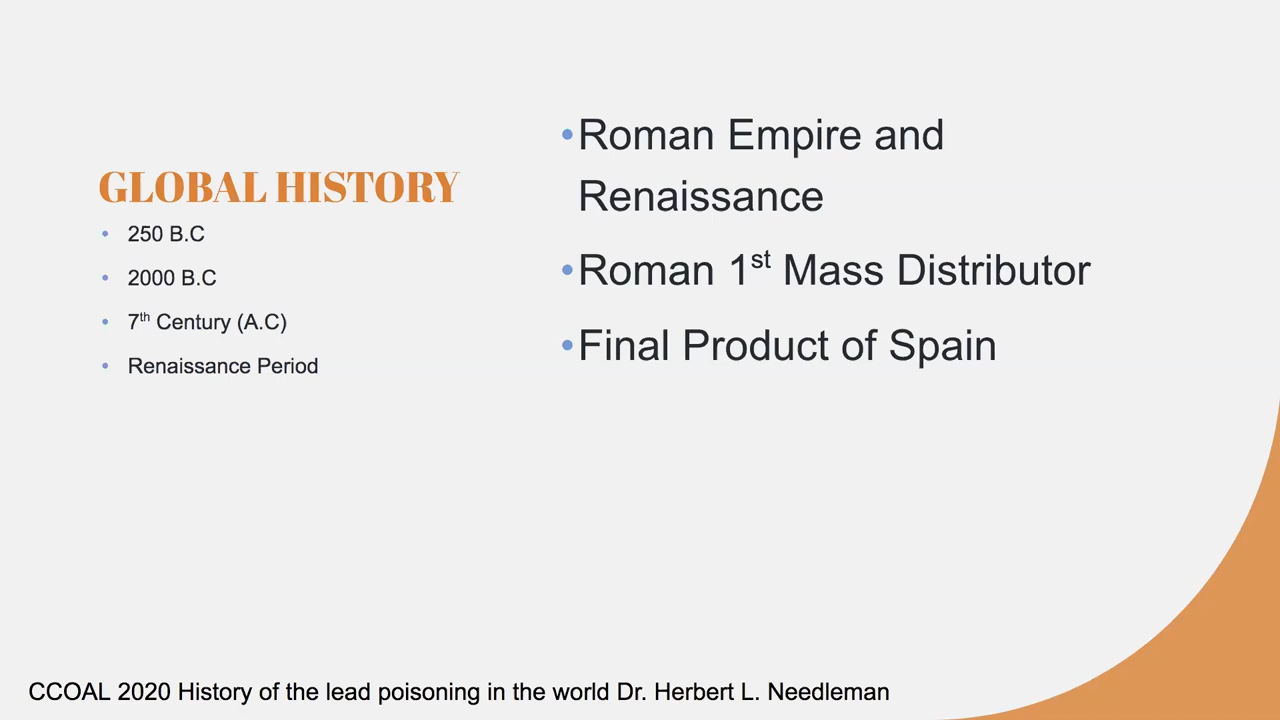 GLOBAL HISTORY
• 250 B.C
• 2000 B.C
• 7th Century (A.C)
• Renaissance Period
•Roman Empire and
Renaissance
•Roman 1st Mass Distributor
•Final Product of Spain
CCOAL 2020 History of the lead poisoning in the world Dr. Herbert L. Needleman